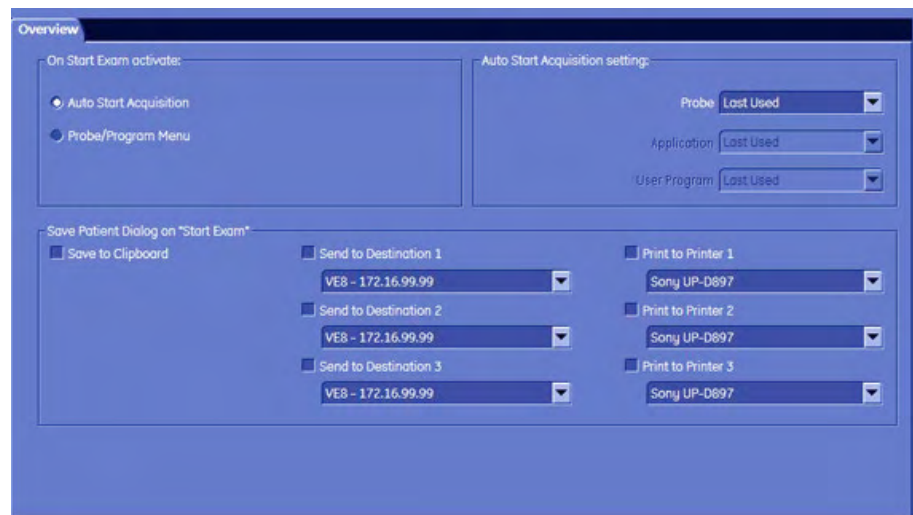 Overview
On Start Exam activate:
Auto Start Acquisition
Probe/Program Menu
Auto Start Acquisition setting:
Probe Last Used
Application Last Used
User Program Last Used
Save Patient Dialog on "Start Exam"
Save to Clipboard
Send to Destination 1
VE8 - 172.16.99.99
Send to Destination 2
VE8 - 172.16.99.99
Send to Destination 3
VE8 - 172.16.99.99
Print to Printer 1
Sony UP-D897
Print to Printer 2
Sony UP-D897
Print to Printer 3
Sony UP-D897